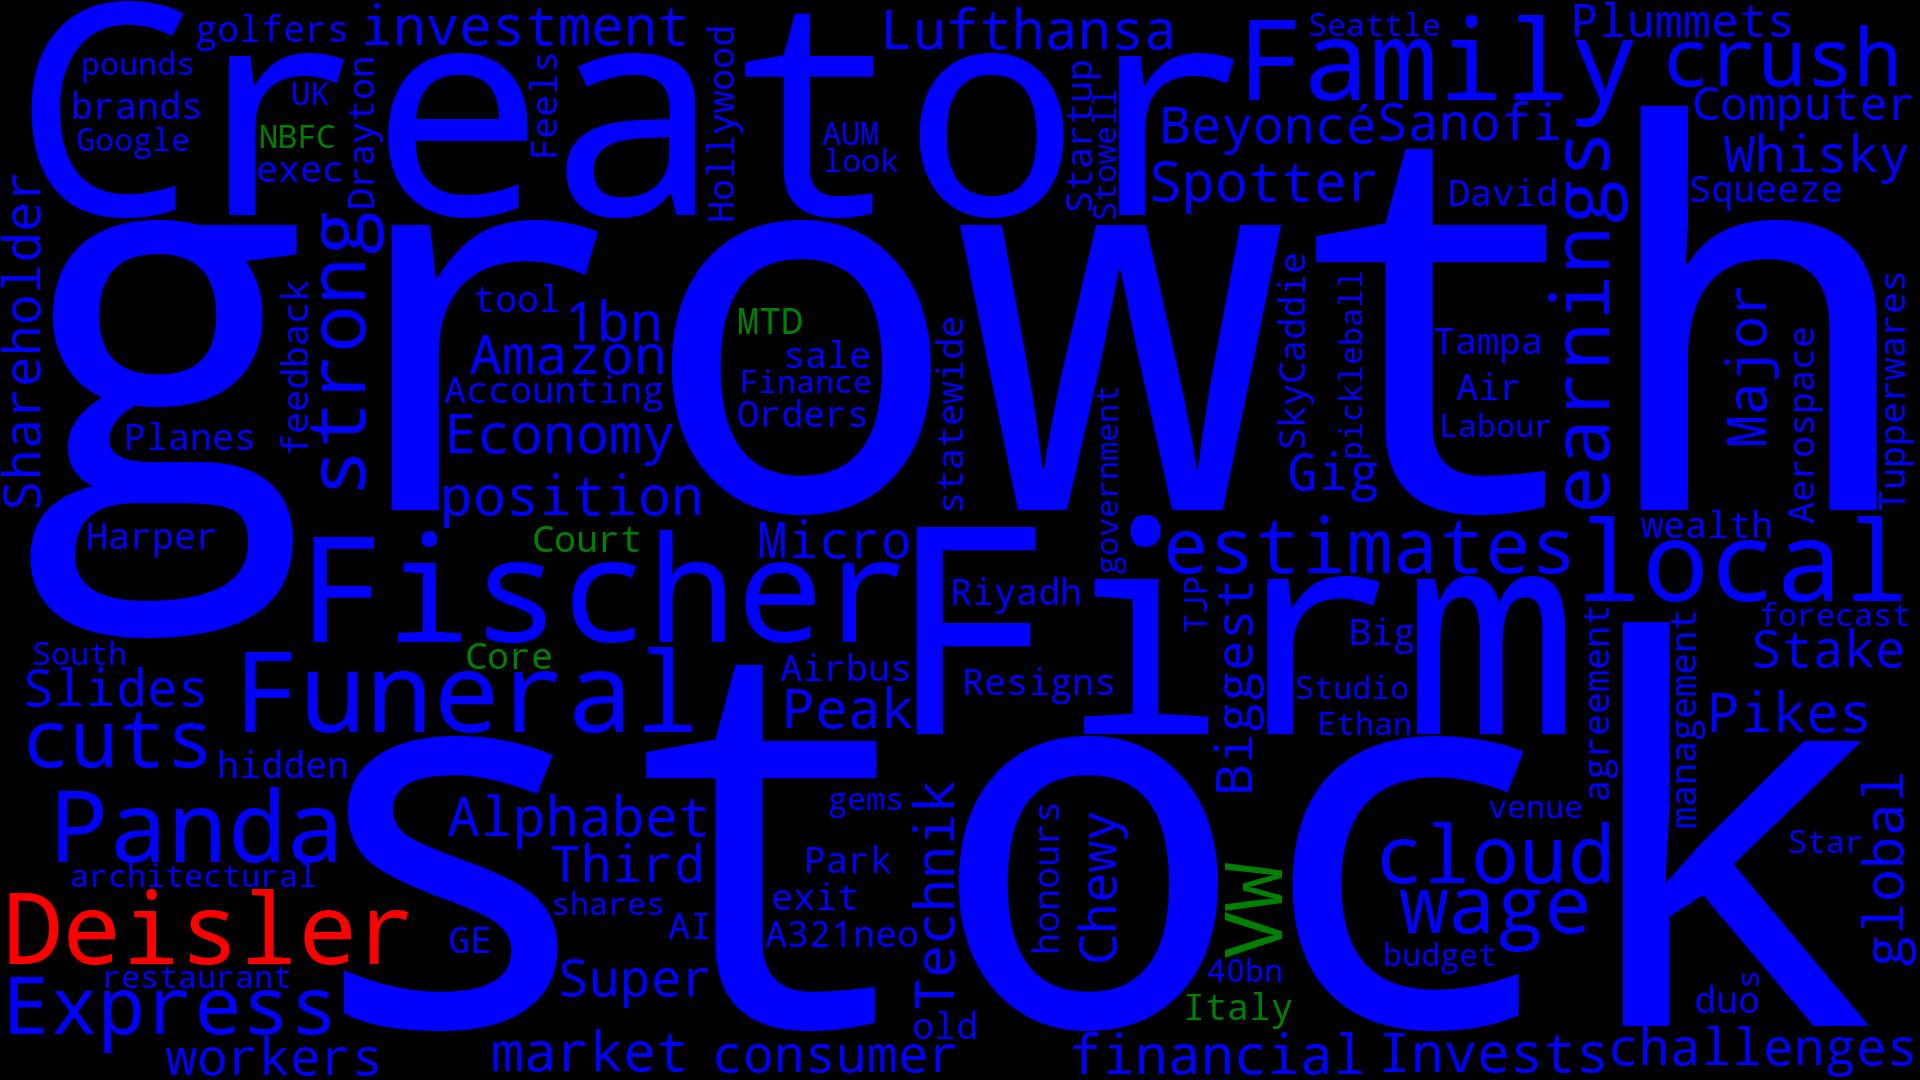 Creator
growth
stock
Firm
Fischer
Funeral
Family
crush
local
Panda
Deisler
Express
earnings
strong
cuts
cloud
wage
estimates
golfers
investment
Lufthansa
Seattle
Plummets
pounds
brands
Google
UK
NBFC
exec
Drayton
Feels
Hollywood
AUM
look
Startup
Stowell
Beyoncé
Sanofi
Spotter
David
Computer
Whisky
Squeeze
Shareholder
feedback
tool
1bn
Amazon
Accounting
Economy
position
MTD
sale
Finance
Orders
statewide
government
SkyCaddie
pickleball
Gio
Oq
Tampa
Air
Labour
Major
Aerospace
Tupperwares
Planes
Harper
Court
Micro
Riyadh
Resigns
TJP
Biggest
Big
Studio
Ethan
wealth
forecast
Stake
agreement
management
Pikes
South
Slides
Core
Airbus
Peak
hidden
architectural
restaurant
workers
Alphabet
Third
shares
AI
GE
Super
market
gems
Park
exit
A321neo
Technik
old
consumer
honours
Chewy
VW
40bn
Italy
financial
venue
budget
Invests
Star
global
duo
s
challenges